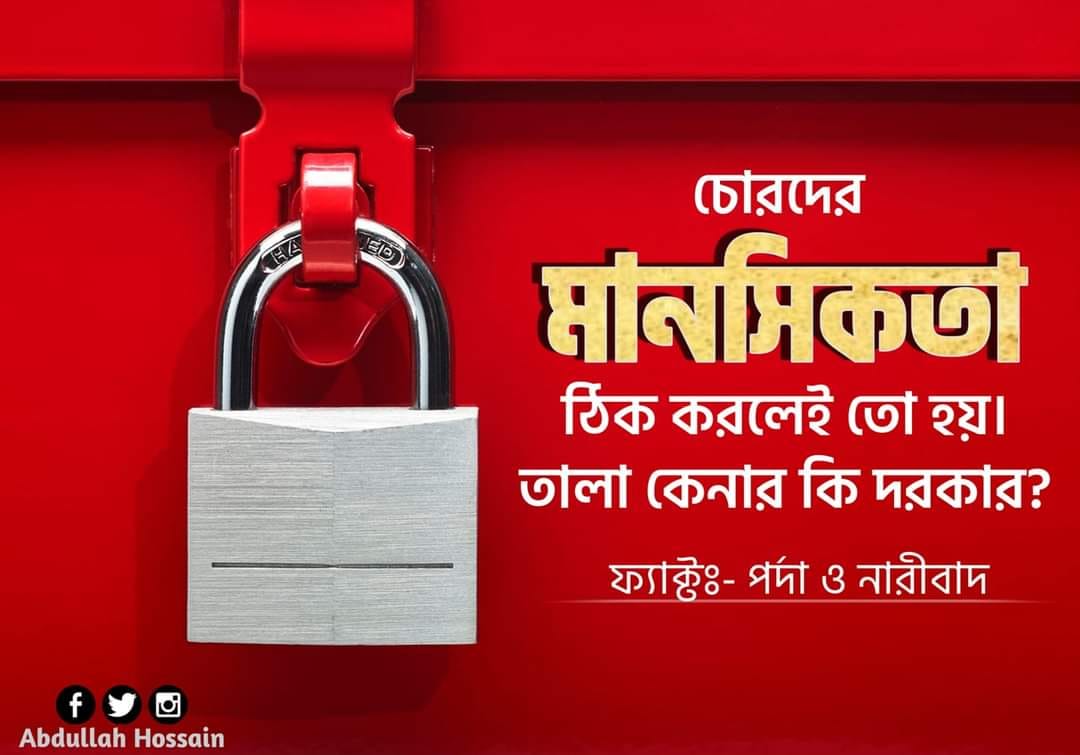 চোরদের
মানসিকতা
ঠিক করলেই তো হয়।
তালা কেনার কি দরকার?
ফ্যাক্টঃ- পর্দা ও নারীবাদ
Abdullah Hossain